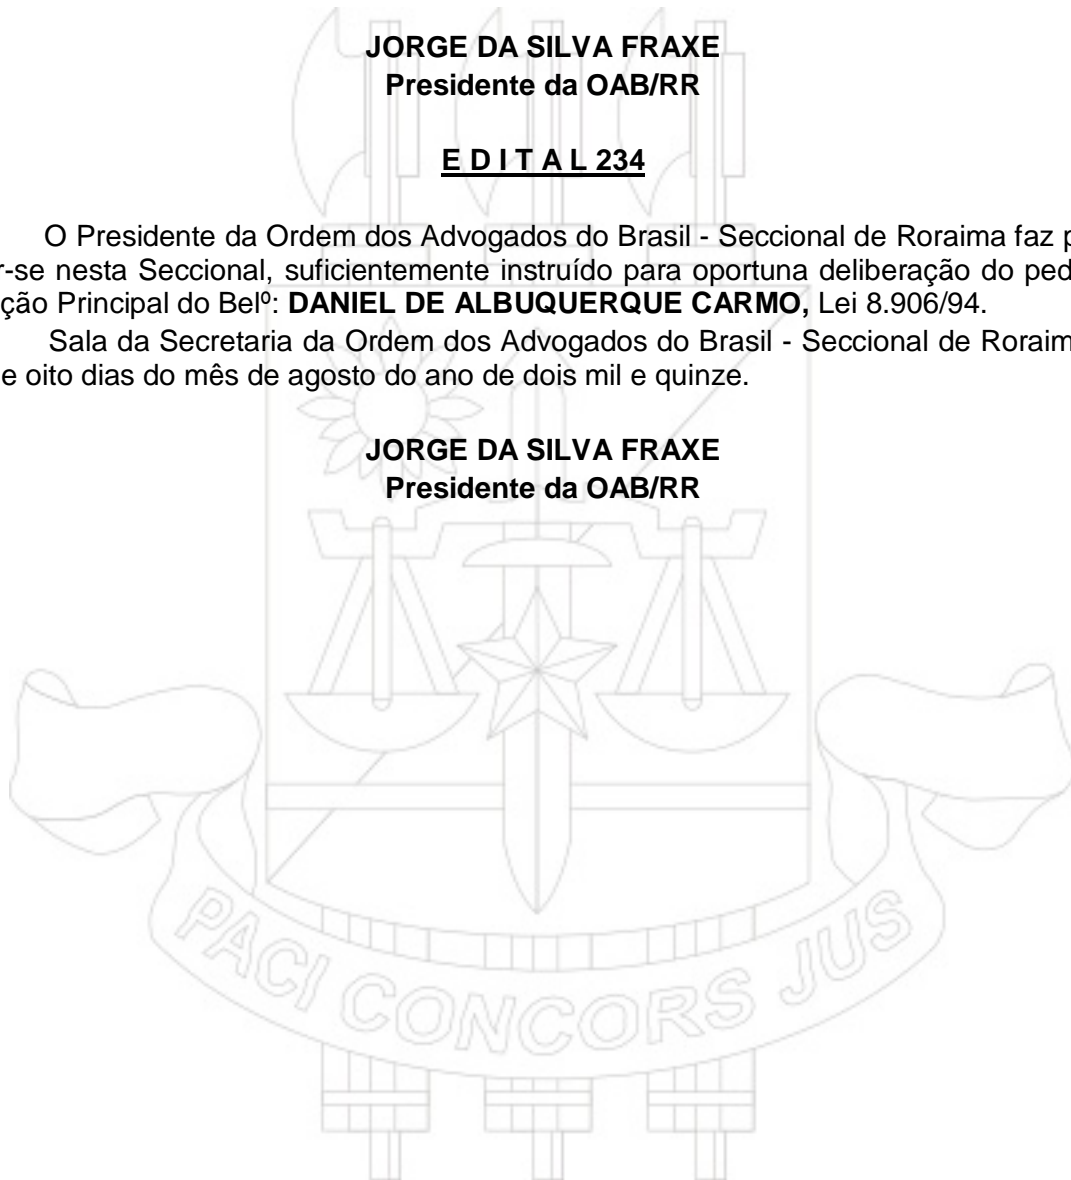 JORGE DA SILVA FRAXE
Presidente da OAB/RR
E D I T A L 234
O Presidente da Ordem dos Advogados do Brasil - Seccional de Roraima faz p
r-se nesta Seccional, suficientemente instruído para oportuna deliberação do ped
ção Principal do Belº: DANIEL DE ALBUQUERQUE CARMO, Lei 8.906/94.
Sala da Secretaria da Ordem dos Advogados do Brasil - Seccional de Roraim
e oito dias do mês de agosto do ano de dois mil e quinze.
JORGE DA SILVA FRAXE
Presidente da OAB/RR
PACI CONCORS JUS